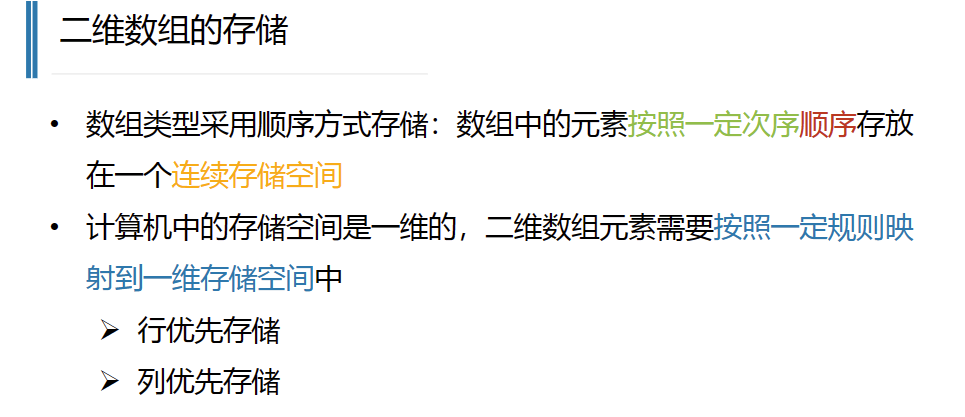 二维数组的存储
• 数组类型采用顺序方式存储：数组中的元素按照一定次序顺序存放
在一个连续存储空间
• 计算机中的存储空间是一维的，二维数组元素需要按照一定规则映
射到一维存储空间中
➢ 行优先存储
➢ 列优先存储